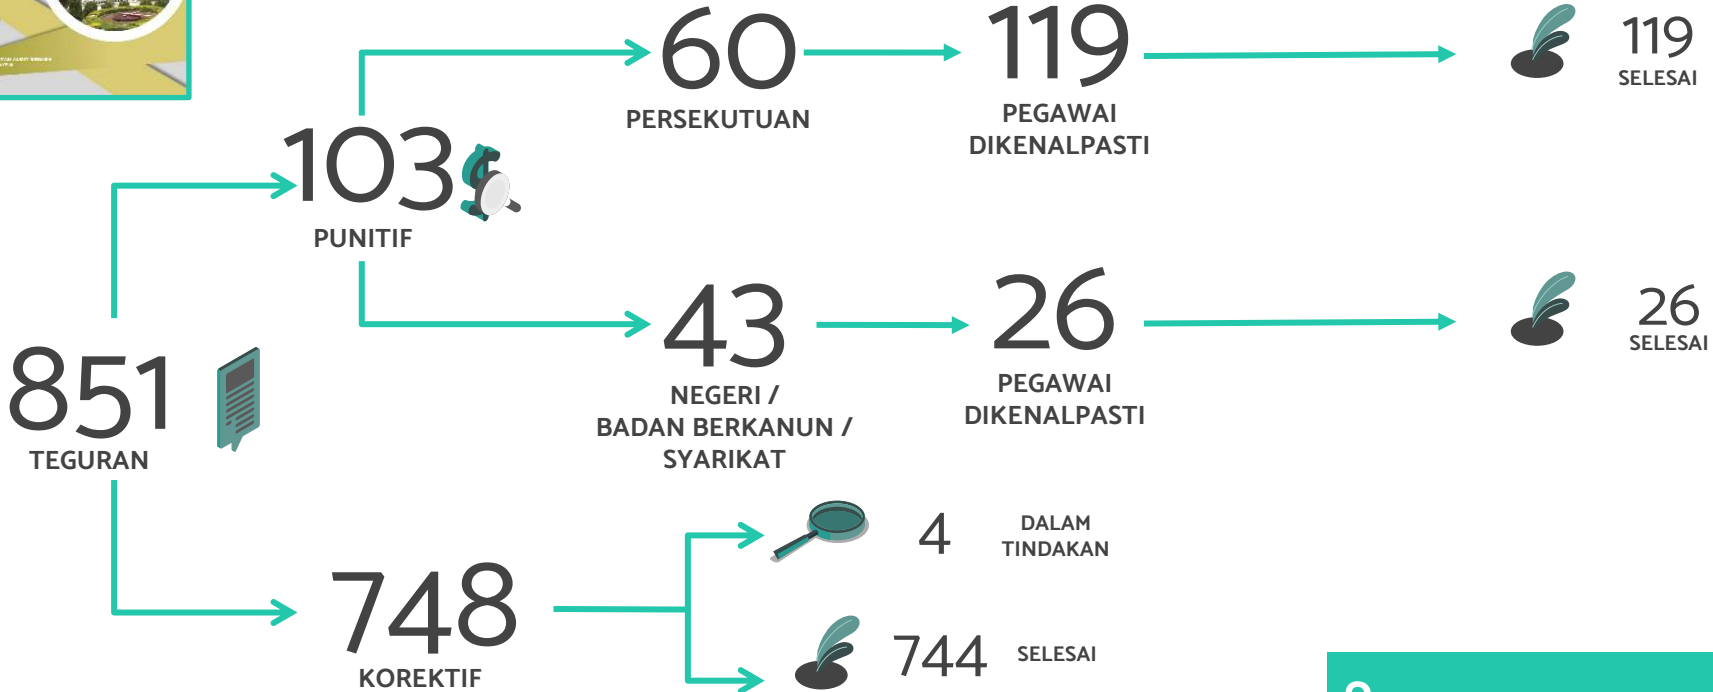 60
PERSEKUTUAN
119
PEGAWAI
DIKENALPASTI
119
SELESAI
103
PUNITIF
43
NEGERI /
BADAN BERKANUN /
SYARIKAT
26
PEGAWAI
DIKENALPASTI
26
SELESAI
851
TEGURAN
4
DALAM
TINDAKAN
748
KOREKTIF
744
SELESAI